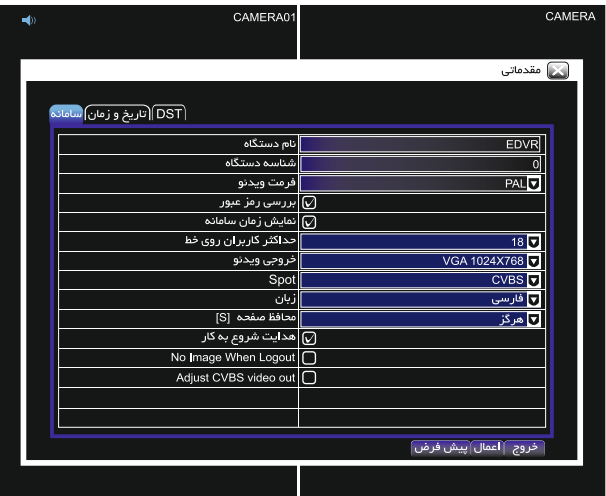 CAMERA01
CAMERA
مقدماتی
سامانه
تاریخ و زمان
DST
نام دستگاه
EDVR
شناسه دستگاه
0
فرمت ویدئو
PAL
بررسی رمز عبور
نمایش زمان سامانه
حداکثر کاربران روی خط
18
خروجی ویدئو
VGA 1024X768
Spot
CVBS
زبان
فارسی
محافظ صفحه [S]
هرگز
هدایت شروع به کار
No Image When Logout
Adjust CVBS video out
پیش فرض
اعمال
خروج